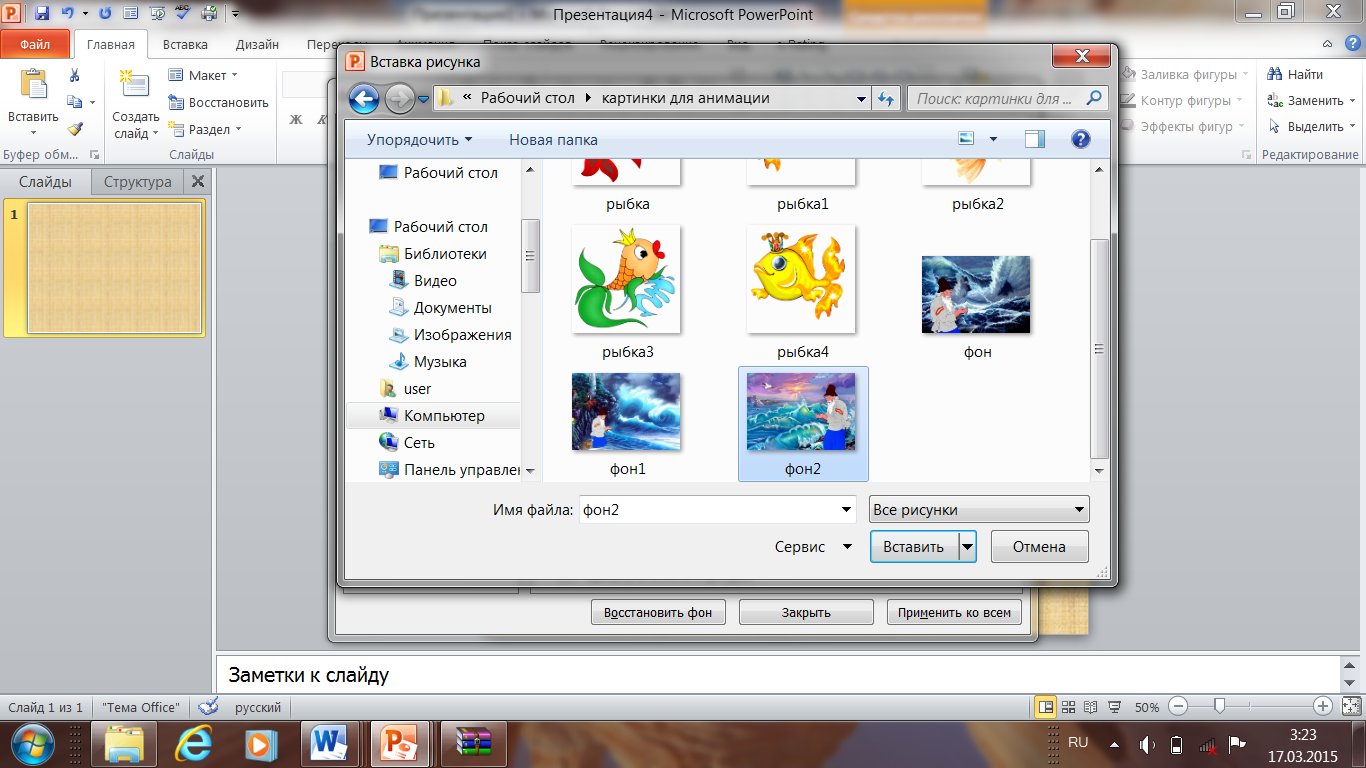 Презентация4 - Microsoft PowerPoint
Файл
Главная
Вставка
Дизайн
Вставка рисунка
Рабочий стол
картинки для анимации
Поиск: картинки для ...
Упорядочить
Новая папка
Вставить
Буфер обм...
Создать
слайд
Макет
Восстановить
Раздел
Слайды
Ж
К
Заливка фигуры
Контур фигуры
Эффекты фигур
Найти
Заменить
Выделить
Редактирование
Слайды
Структура
1
Рабочий стол
Рабочий стол
Библиотеки
Видео
Документы
Изображения
Музыка
user
Компьютер
Сеть
Панель управлен
рыбка
рыбка1
рыбка2
рыбка3
рыбка4
фон
фон1
фон2
Имя файла:
фон2
Все рисунки
Сервис
Вставить
Отмена
Восстановить фон
Закрыть
Применить ко всем
Заметки к слайду
Слайд 1 из 1
"Тема Office"
русский
50%
RU
3:23
17.03.2015